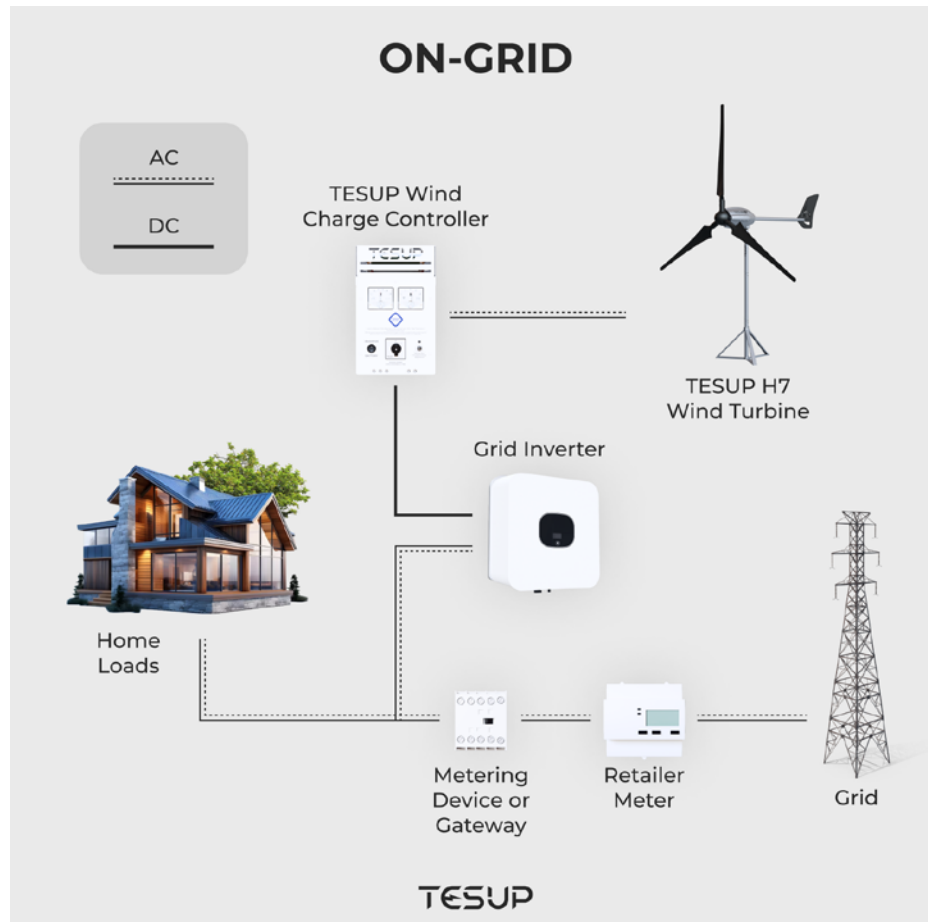 ON-GRID
AC
DC
TESUP Wind
Charge Controller
TESUP
TESUP H7
Wind Turbine
Grid Inverter
Home
Loads
Metering
Device or
Gateway
Retailer
Meter
Grid
TESUP